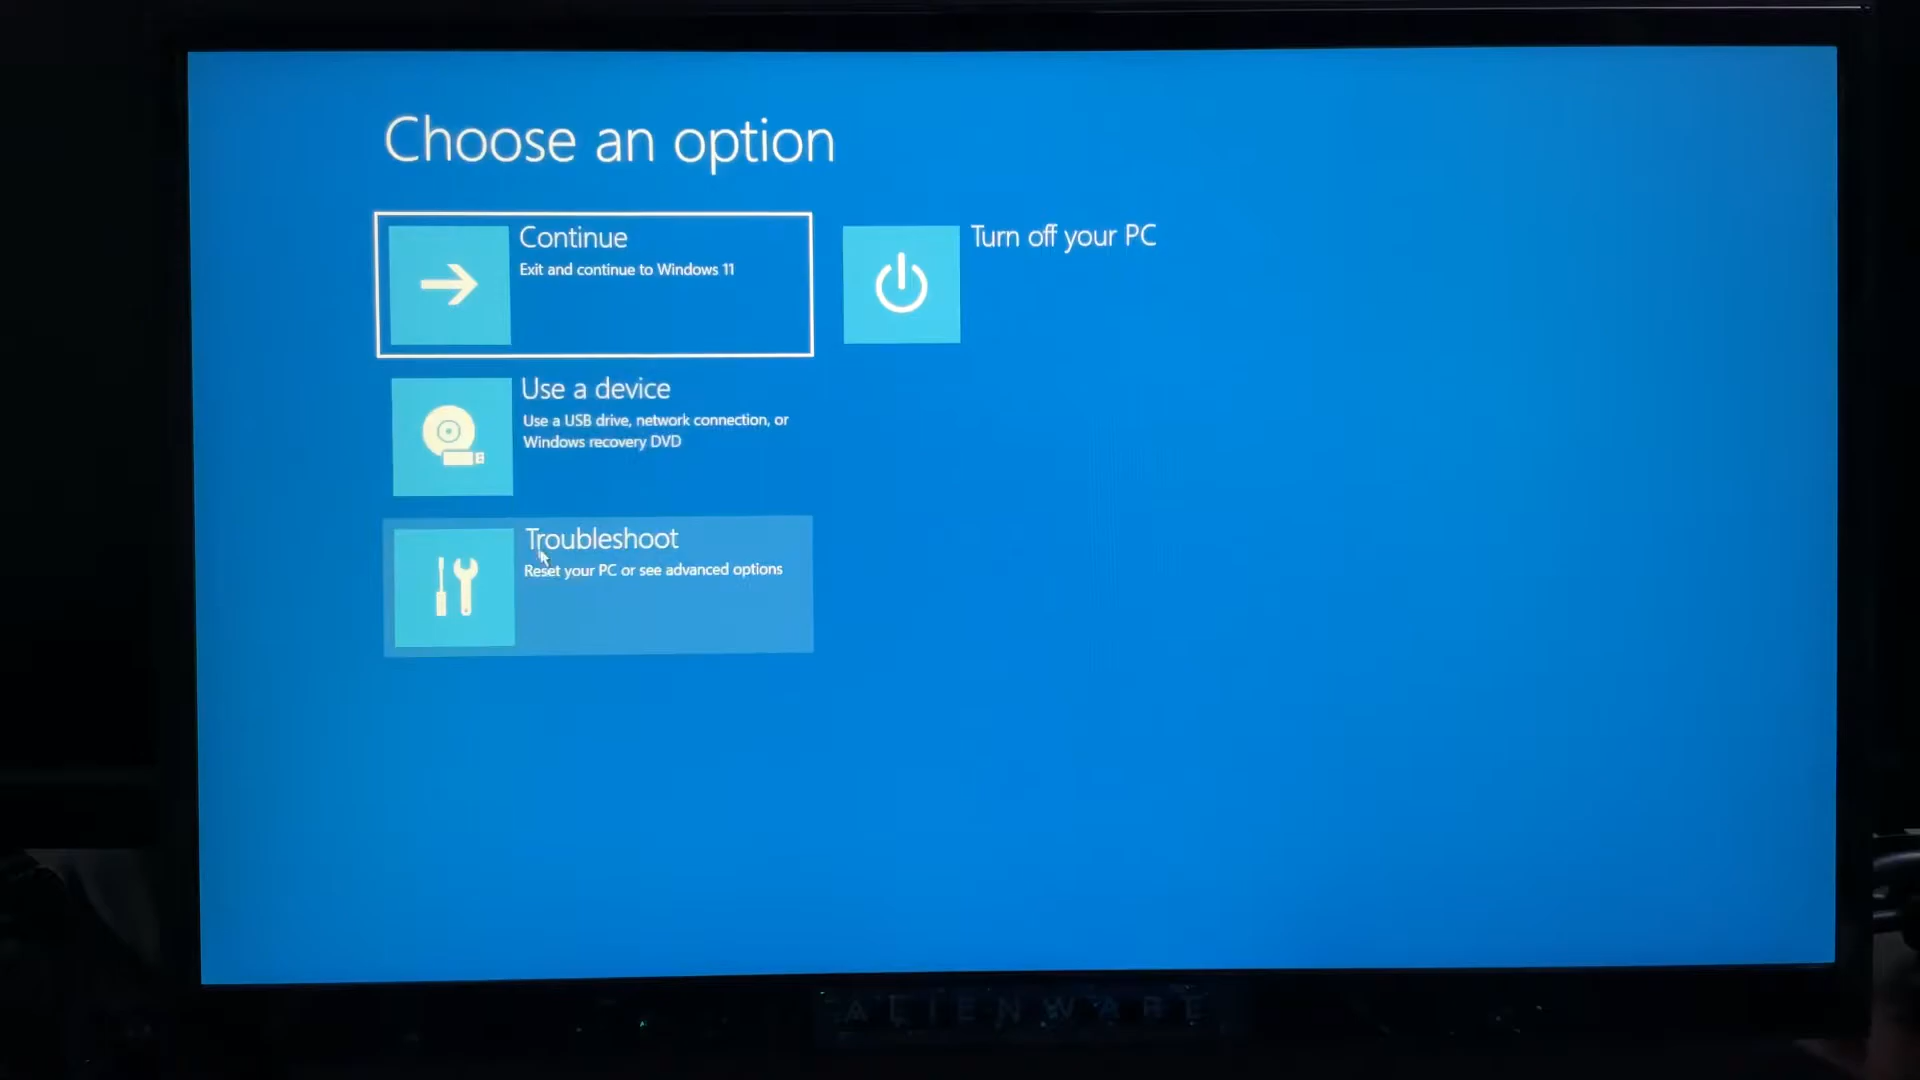 Choose an option
Continue
Exit and continue to Windows 11
Turn off your PC
Use a device
Use a USB drive, network connection, or
Windows recovery DVD
Troubleshoot
Reset your PC or see advanced options
ALIENWARE